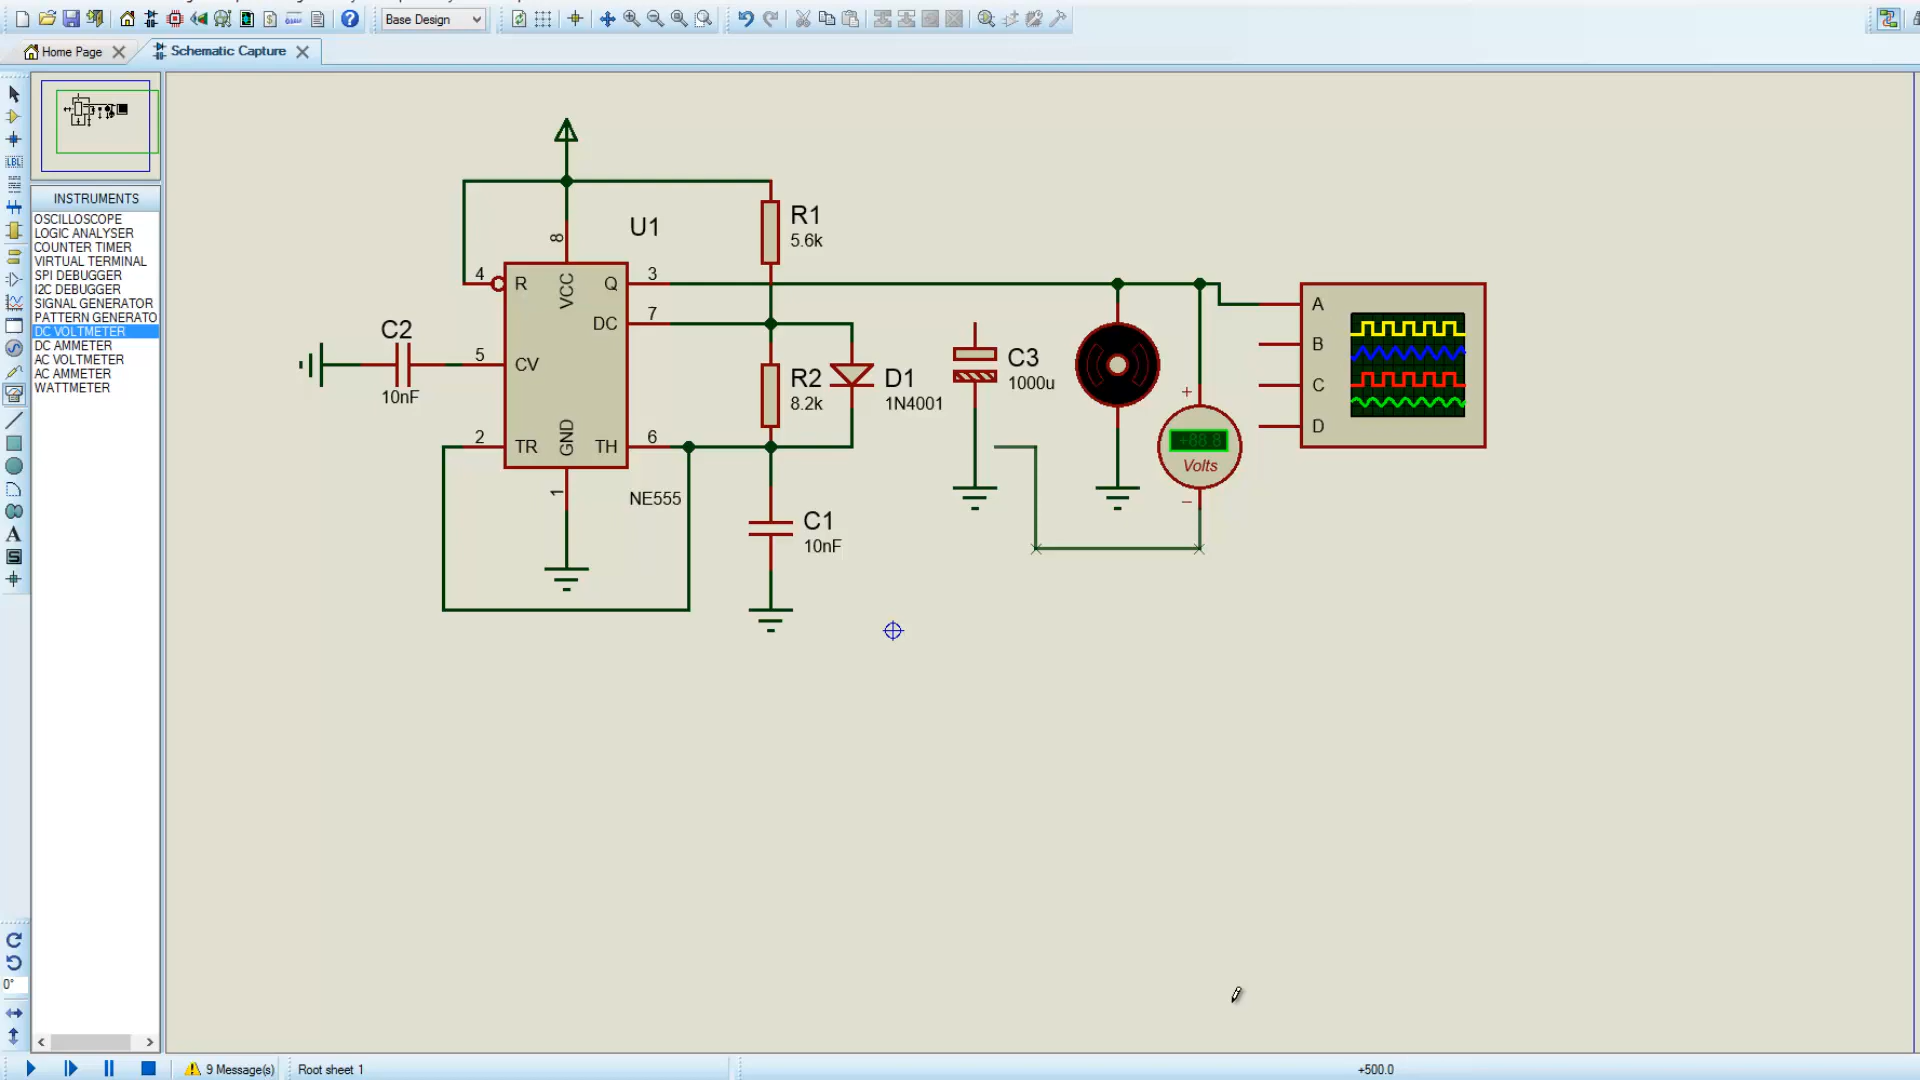 Base Design
Home Page
Schematic Capture
INSTRUMENTS
OSCILLOSCOPE
LOGIC ANALYSER
COUNTER TIMER
VIRTUAL TERMINAL
SPI DEBUGGER
I2C DEBUGGER
SIGNAL GENERATOR
PATTERN GENERATO
DC VOLTMETER
DC AMMETER
AC VOLTMETER
AC AMMETER
WATTMETER
LBL
A
S
0°
U1
R1
5.6k
8
4
R
VCC
Q
3
DC
7
C2
10nF
5
CV
R2
8.2k
D1
1N4001
C3
1000u
2
TR
GND
TH
6
1
NE555
C1
10nF
+
+88.8
Volts
−
A
B
C
D
9 Message(s)
Root sheet 1
+500.0